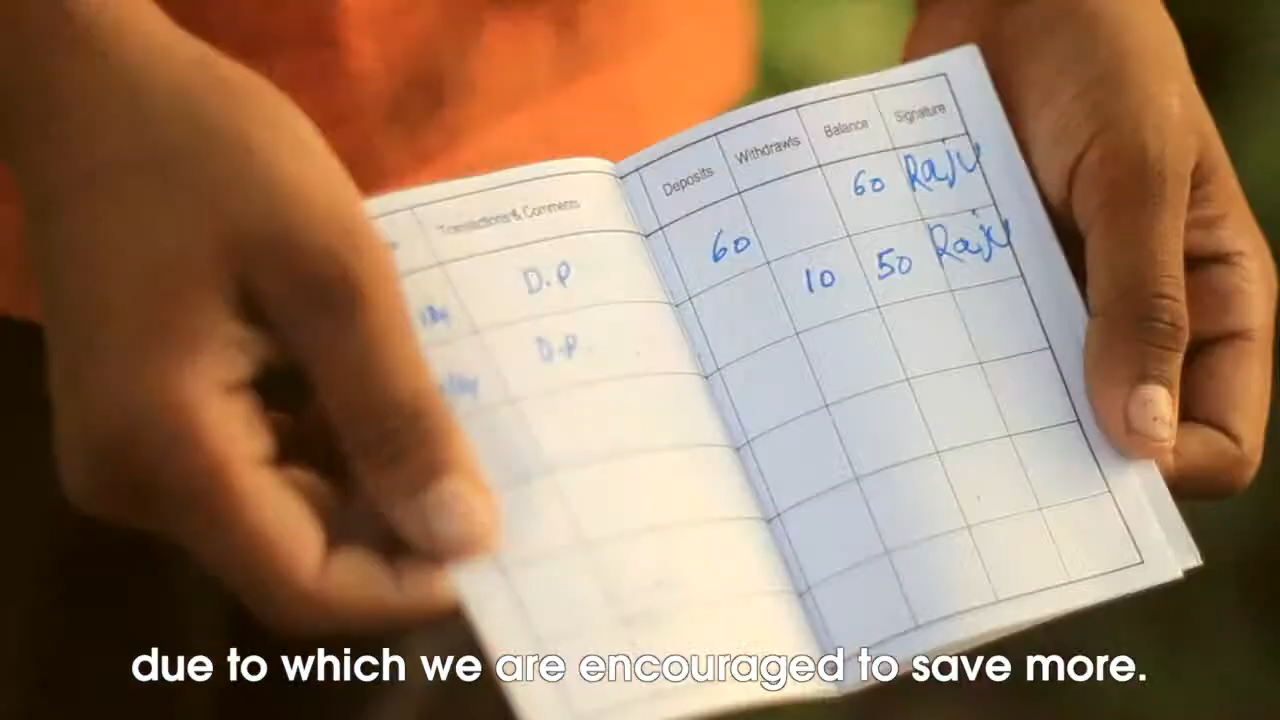 Transactions & Comments Deposits Withdrawls Balance Signature
D.P 60 60 Raju
D.P 10 50 Raju
due to which we are encouraged to save more.